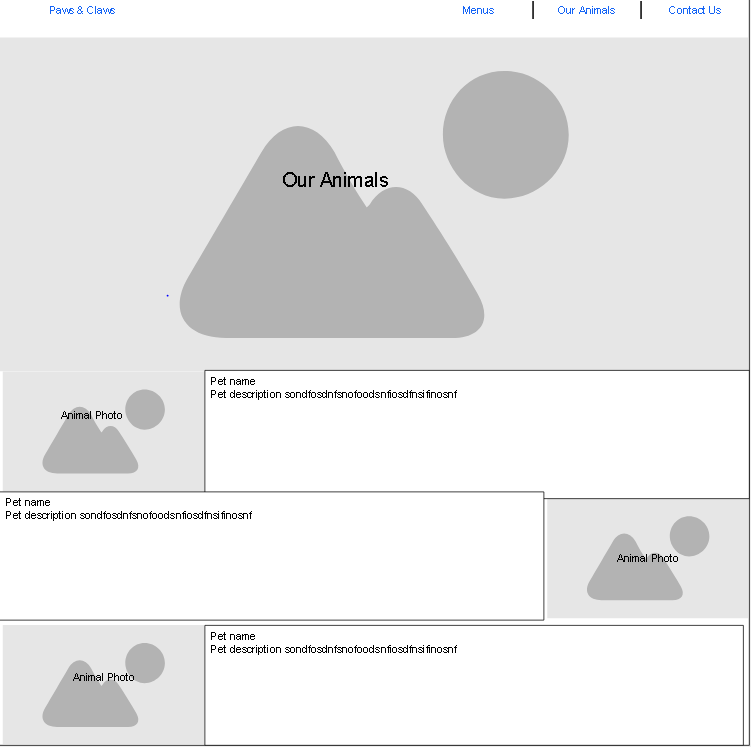 Paws & Claws
Menus
Our Animals
Contact Us
Our Animals
Animal Photo
Pet name
Pet description sondfosdnfsnofoodsnfiosdfnsifinosnf
Pet name
Pet description sondfosdnfsnofoodsnfiosdfnsifinosnf
Animal Photo
Animal Photo
Pet name
Pet description sondfosdnfsnofoodsnfiosdfnsifinosnf